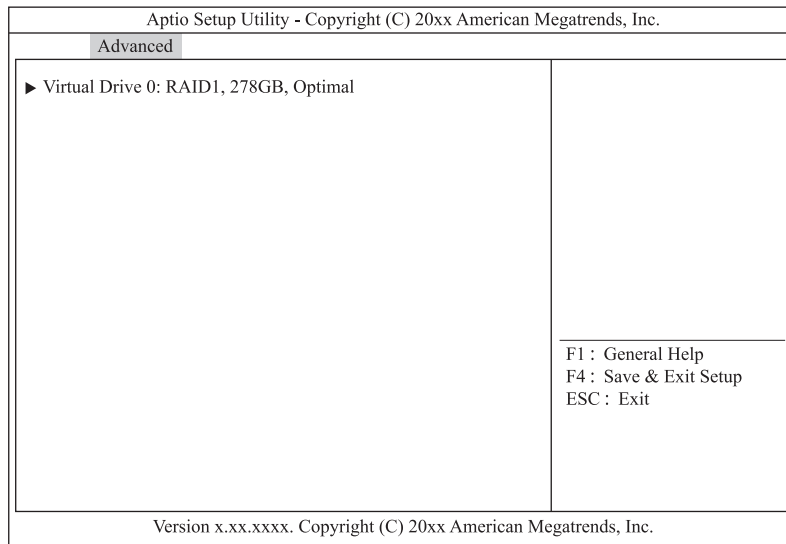 Aptio Setup Utility - Copyright (C) 20xx American Megatrends, Inc.
Advanced
▶ Virtual Drive 0: RAID1, 278GB, Optimal
F1 : General Help
F4 : Save & Exit Setup
ESC : Exit
Version x.xx.xxxx. Copyright (C) 20xx American Megatrends, Inc.